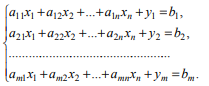 a₁₁x₁ + a₁₂x₂ + ...+ a₁ₙxₙ + y₁ = b₁,
a₂₁x₁ + a₂₂x₂ + ...+ a₂ₙxₙ + y₂ = b₂,
................................................
aₘ₁x₁ + aₘ₂x₂ + ...+ aₘₙxₙ + yₘ = bₘ.